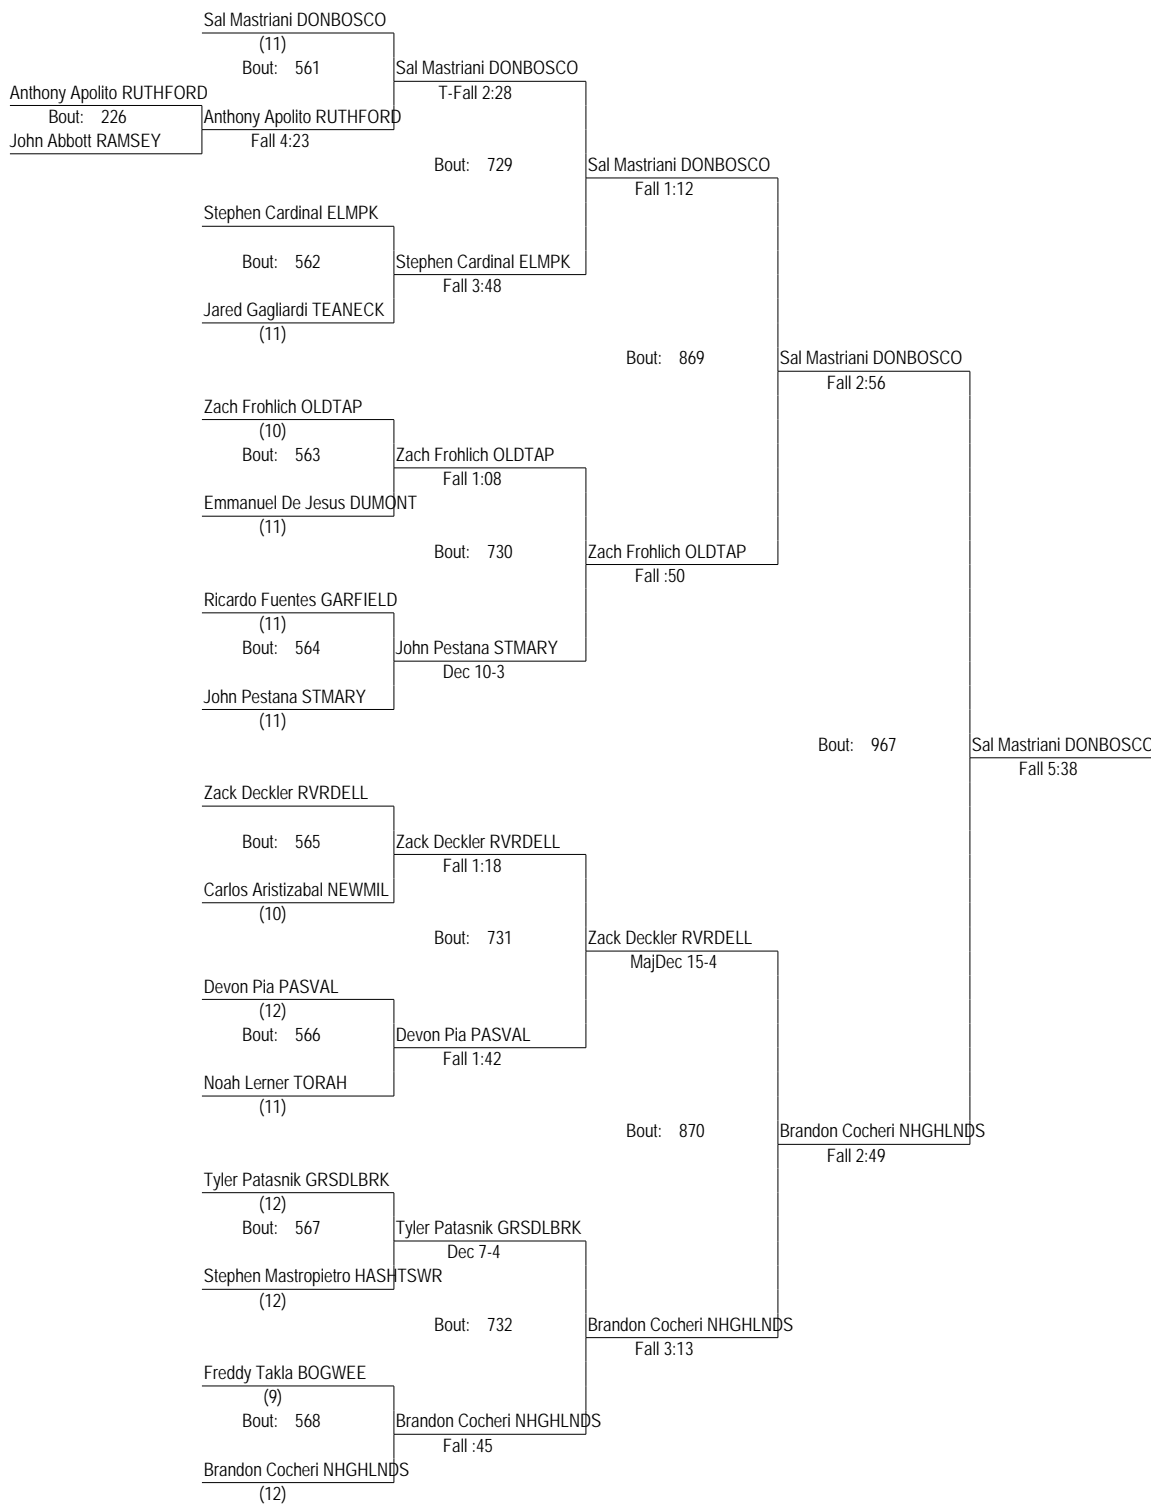 Sal Mastriani DONBOSCO
(11)
Bout: 561
Sal Mastriani DONBOSCO
T-Fall 2:28
Anthony Apolito RUTHFORD
Bout: 226
Anthony Apolito RUTHFORD
Fall 4:23
John Abbott RAMSEY
Bout: 729
Sal Mastriani DONBOSCO
Fall 1:12
Stephen Cardinal ELMPK
Bout: 562
Stephen Cardinal ELMPK
Fall 3:48
Jared Gagliardi TEANECK
(11)
Bout: 869
Sal Mastriani DONBOSCO
Fall 2:56
Zach Frohlich OLDTAP
(10)
Bout: 563
Zach Frohlich OLDTAP
Fall 1:08
Emmanuel De Jesus DUMONT
(11)
Bout: 730
Zach Frohlich OLDTAP
Fall :50
Ricardo Fuentes GARFIELD
(11)
Bout: 564
John Pestana STMARY
Dec 10-3
John Pestana STMARY
(11)
Bout: 967
Sal Mastriani DONBOSCO
Fall 5:38
Zack Deckler RVRDELL
Bout: 565
Zack Deckler RVRDELL
Fall 1:18
Carlos Aristizabal NEWMIL
(10)
Bout: 731
Zack Deckler RVRDELL
MajDec 15-4
Devon Pia PASVAL
(12)
Bout: 566
Devon Pia PASVAL
Fall 1:42
Noah Lerner TORAH
(11)
Bout: 870
Brandon Cocheri NHGHLNDS
Fall 2:49
Tyler Patasnik GRSDLBRK
(12)
Bout: 567
Tyler Patasnik GRSDLBRK
Dec 7-4
Stephen Mastropietro HASHTSWR
(12)
Bout: 732
Brandon Cocheri NHGHLNDS
Fall 3:13
Freddy Takla BOGWEE
(9)
Bout: 568
Brandon Cocheri NHGHLNDS
Fall :45
Brandon Cocheri NHGHLNDS
(12)